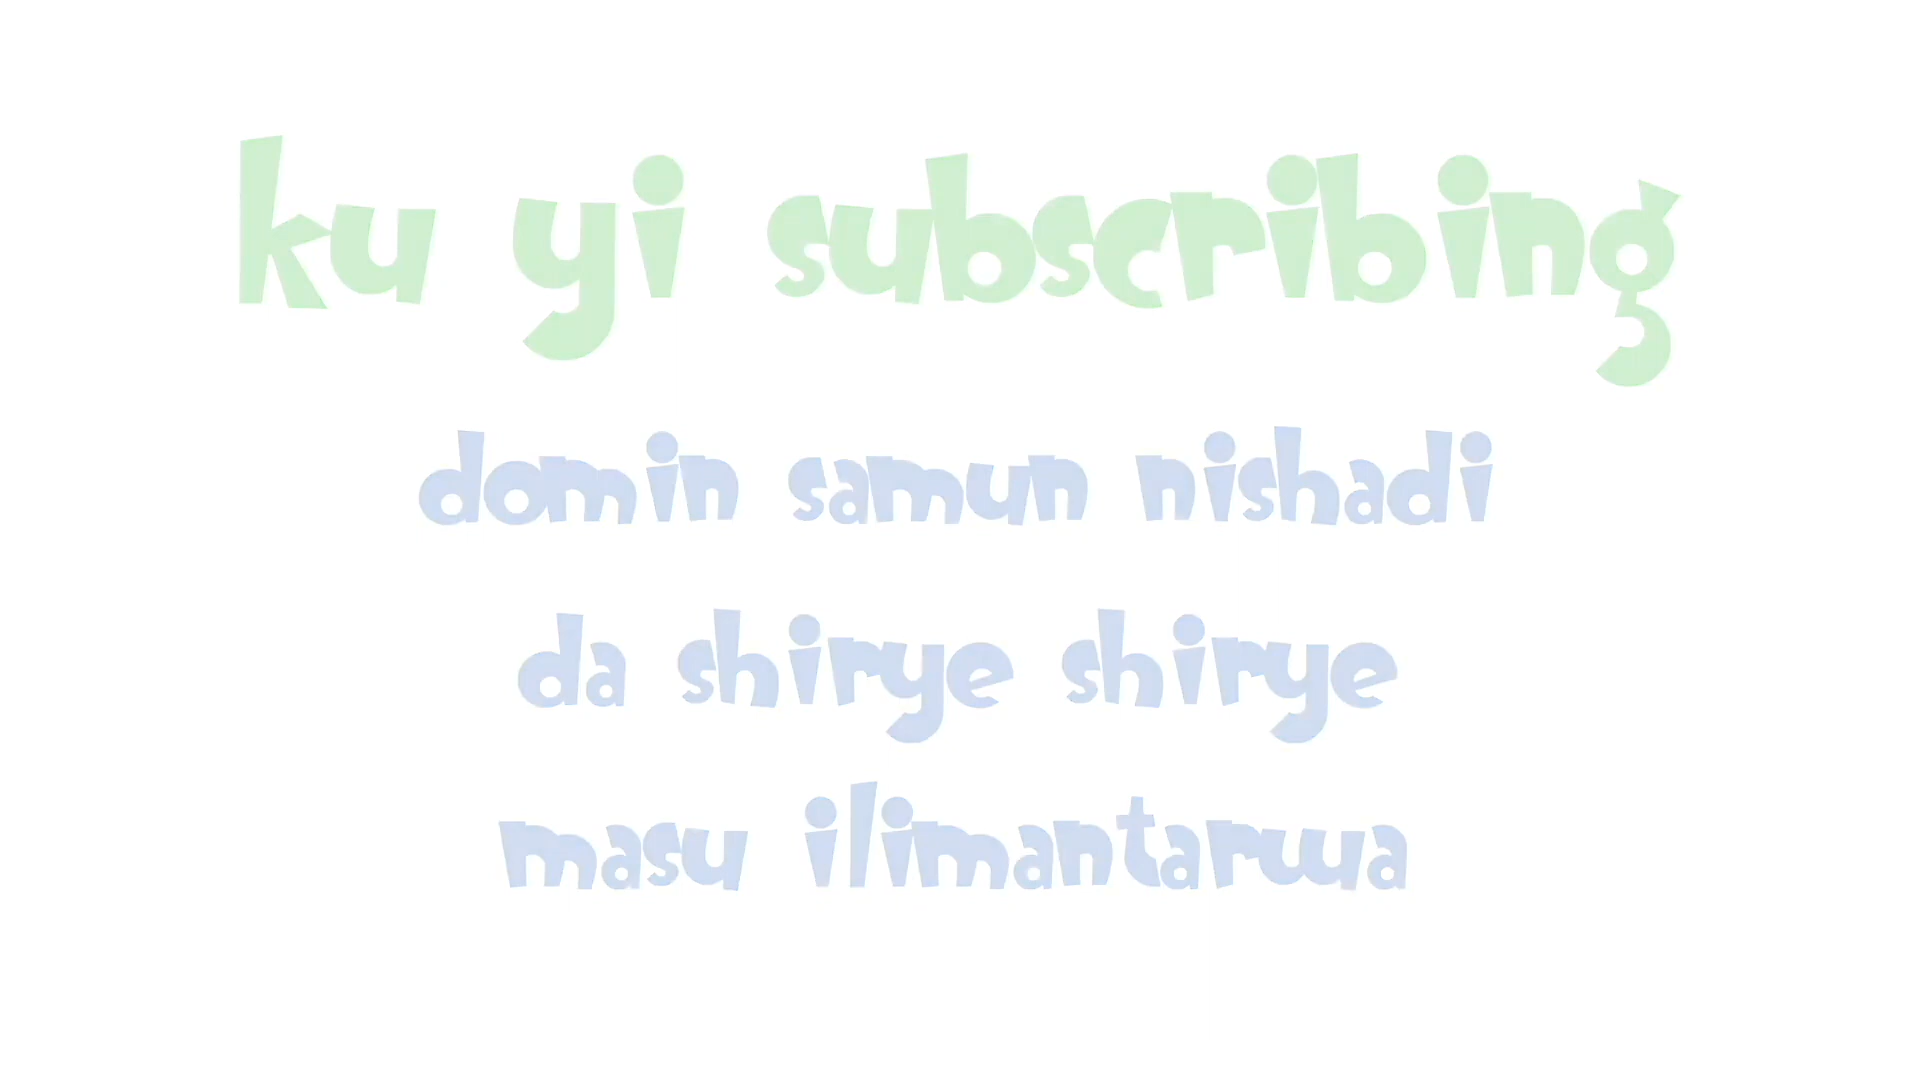 ku yi subscribing
domin samun nishadi
da shirye shirye
masu ilimantarwa